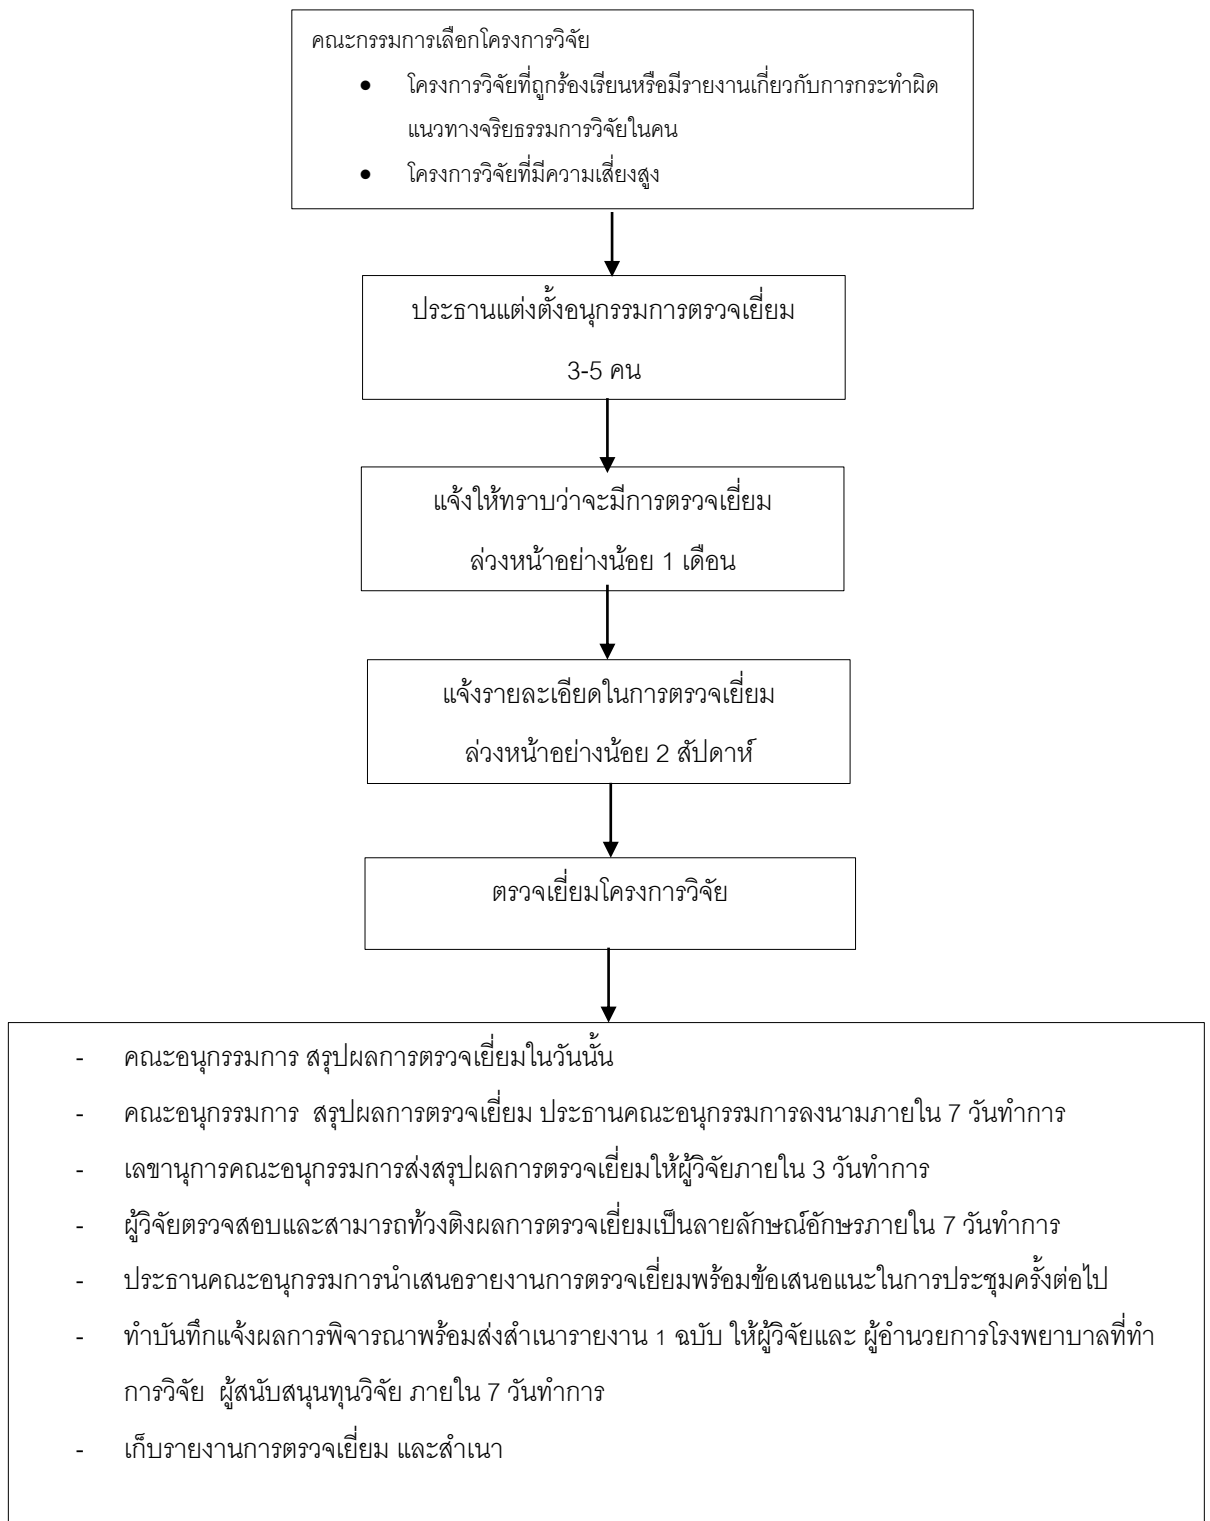 คณะกรรมการเลือกโครงการวิจัย
● โครงการวิจัยที่ถูกร้องเรียนหรือมีรายงานเกี่ยวกับการกระทำผิด
แนวทางจริยธรรมการวิจัยในคน
● โครงการวิจัยที่มีความเสี่ยงสูง
ประธานแต่งตั้งอนุกรรมการตรวจเยี่ยม
3-5 คน
แจ้งให้ทราบว่าจะมีการตรวจเยี่ยม
ล่วงหน้าอย่างน้อย 1 เดือน
แจ้งรายละเอียดในการตรวจเยี่ยม
ล่วงหน้าอย่างน้อย 2 สัปดาห์
ตรวจเยี่ยมโครงการวิจัย
- คณะอนุกรรมการ สรุปผลการตรวจเยี่ยมในวันนั้น
- คณะอนุกรรมการ สรุปผลการตรวจเยี่ยม ประธานคณะอนุกรรมการลงนามภายใน 7 วันทำการ
- เลขานุการคณะอนุกรรมการส่งสรุปผลการตรวจเยี่ยมให้ผู้วิจัยภายใน 3 วันทำการ
- ผู้วิจัยตรวจสอบและสามารถท้วงติงผลการตรวจเยี่ยมเป็นลายลักษณ์อักษรภายใน 7 วันทำการ
- ประธานคณะอนุกรรมการนำเสนอรายงานการตรวจเยี่ยมพร้อมข้อเสนอแนะในการประชุมครั้งต่อไป
- ทำบันทึกแจ้งผลการพิจารณาพร้อมส่งสำเนารายงาน 1 ฉบับ ให้ผู้วิจัยและ ผู้อำนวยการโรงพยาบาลที่ทำ
การวิจัย ผู้สนับสนุนทุนวิจัย ภายใน 7 วันทำการ
- เก็บรายงานการตรวจเยี่ยม และสำเนา